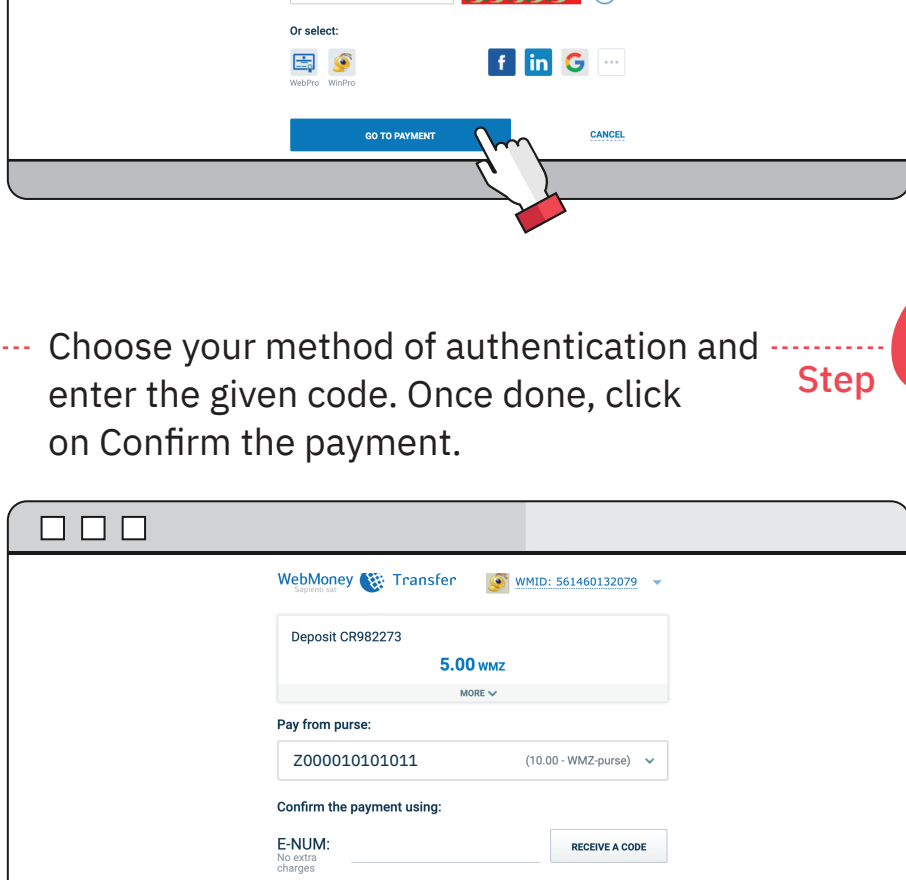 Or select:
WebPro WinPro
f in G ...
GO TO PAYMENT CANCEL
Choose your method of authentication and
enter the given code. Once done, click
on Confirm the payment.
Step
WebMoney Transfer WMID: 561460132079
Sapienti sat
Deposit CR982273
5.00 WMZ
MORE
Pay from purse:
Z000010101011 (10.00 - WMZ-purse)
Confirm the payment using:
E-NUM: RECEIVE A CODE
No extra
charges